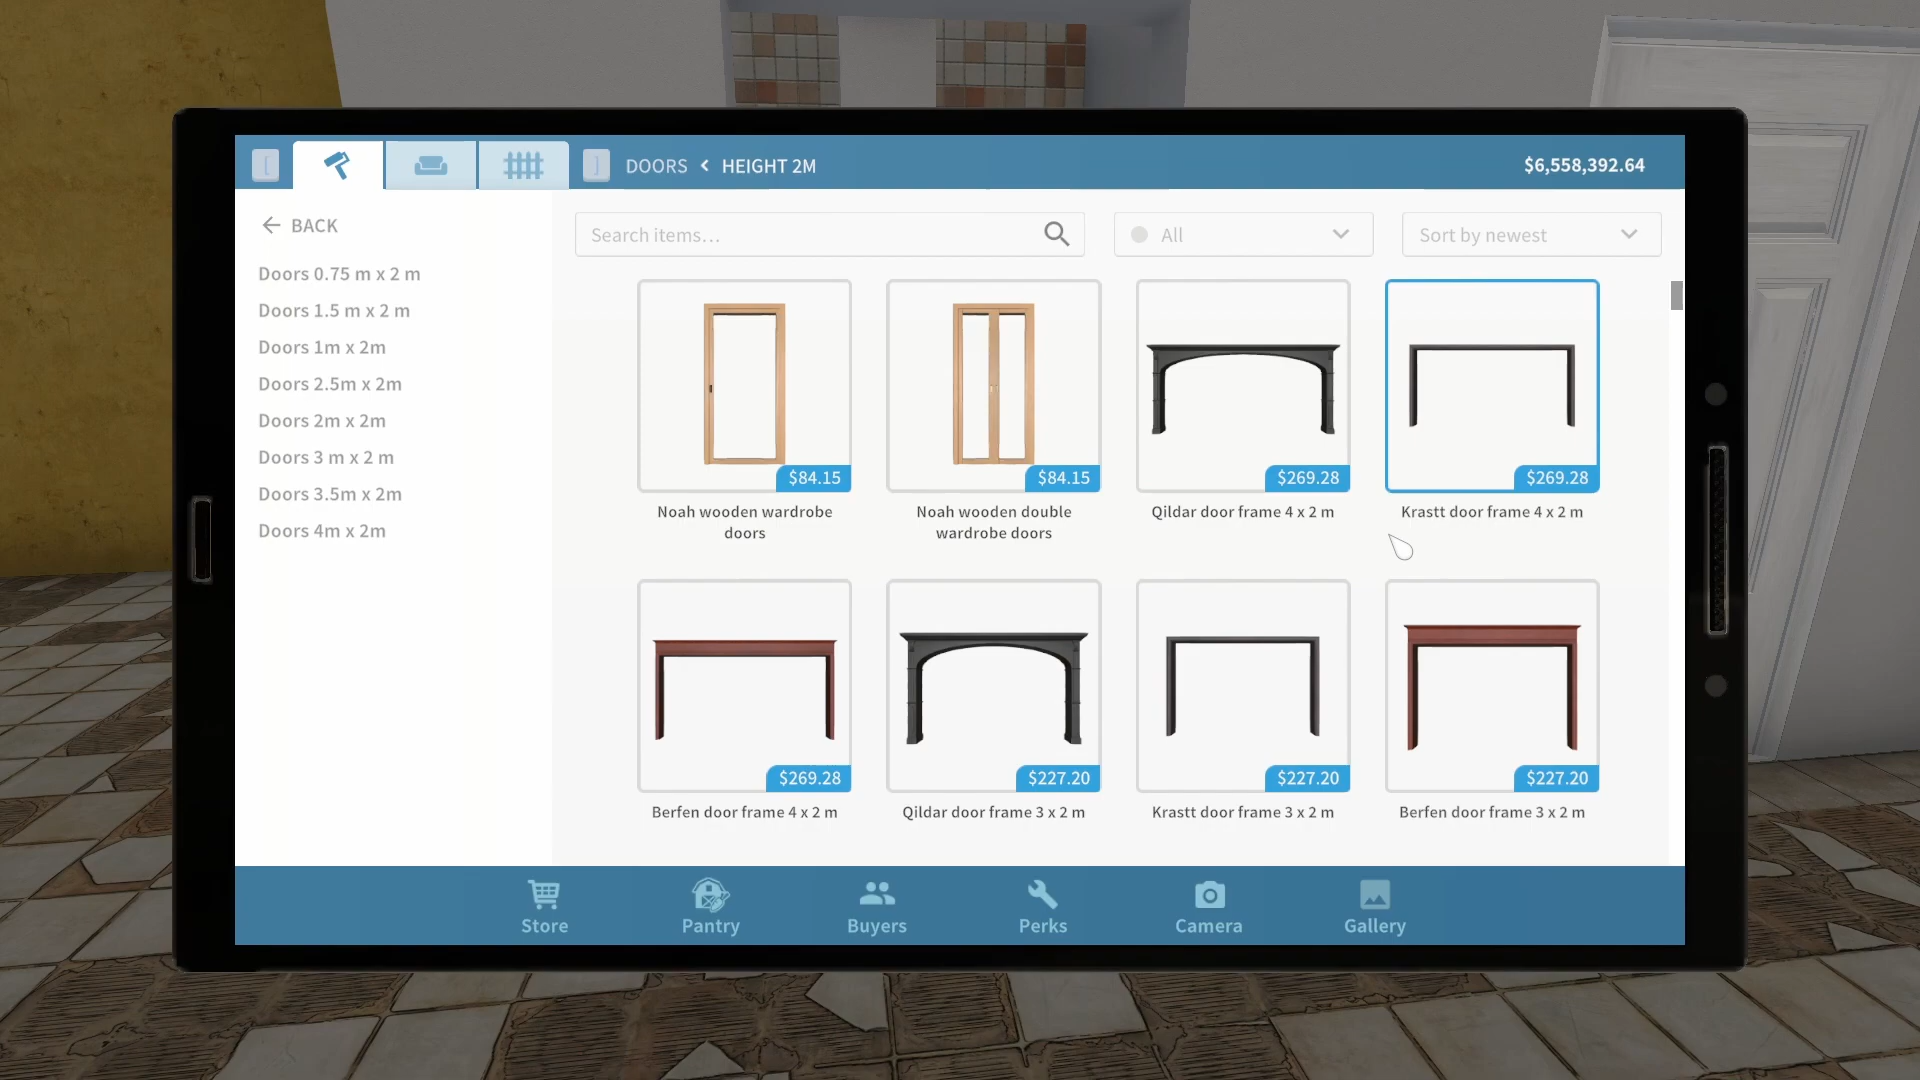 [
]
DOORS < HEIGHT 2M
$6,558,392.64
BACK
Search items...
All
Sort by newest
Doors 0.75 m x 2 m
Doors 1.5 m x 2 m
Doors 1m x 2m
Doors 2.5m x 2m
Doors 2m x 2m
Doors 3 m x 2 m
Doors 3.5m x 2m
Doors 4m x 2m
$84.15
Noah wooden wardrobe
doors
$84.15
Noah wooden double
wardrobe doors
$269.28
Qildar door frame 4 x 2 m
$269.28
Krastt door frame 4 x 2 m
$269.28
Berfen door frame 4 x 2 m
$227.20
Qildar door frame 3 x 2 m
$227.20
Krastt door frame 3 x 2 m
$227.20
Berfen door frame 3 x 2 m
Store
Pantry
Buyers
Perks
Camera
Gallery